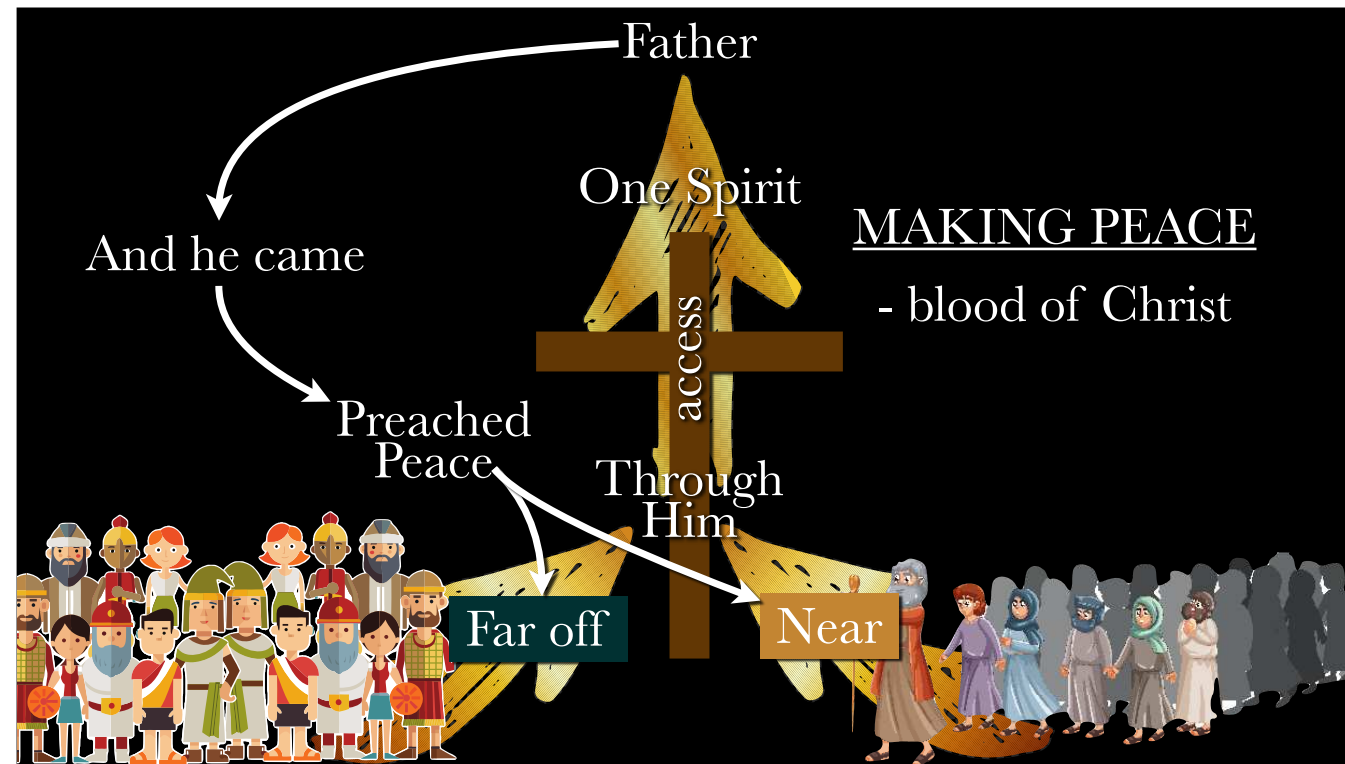 Father
One Spirit
MAKING PEACE
And he came
- blood of Christ
access
Preached
Peace
Through
Him
Far off
Near